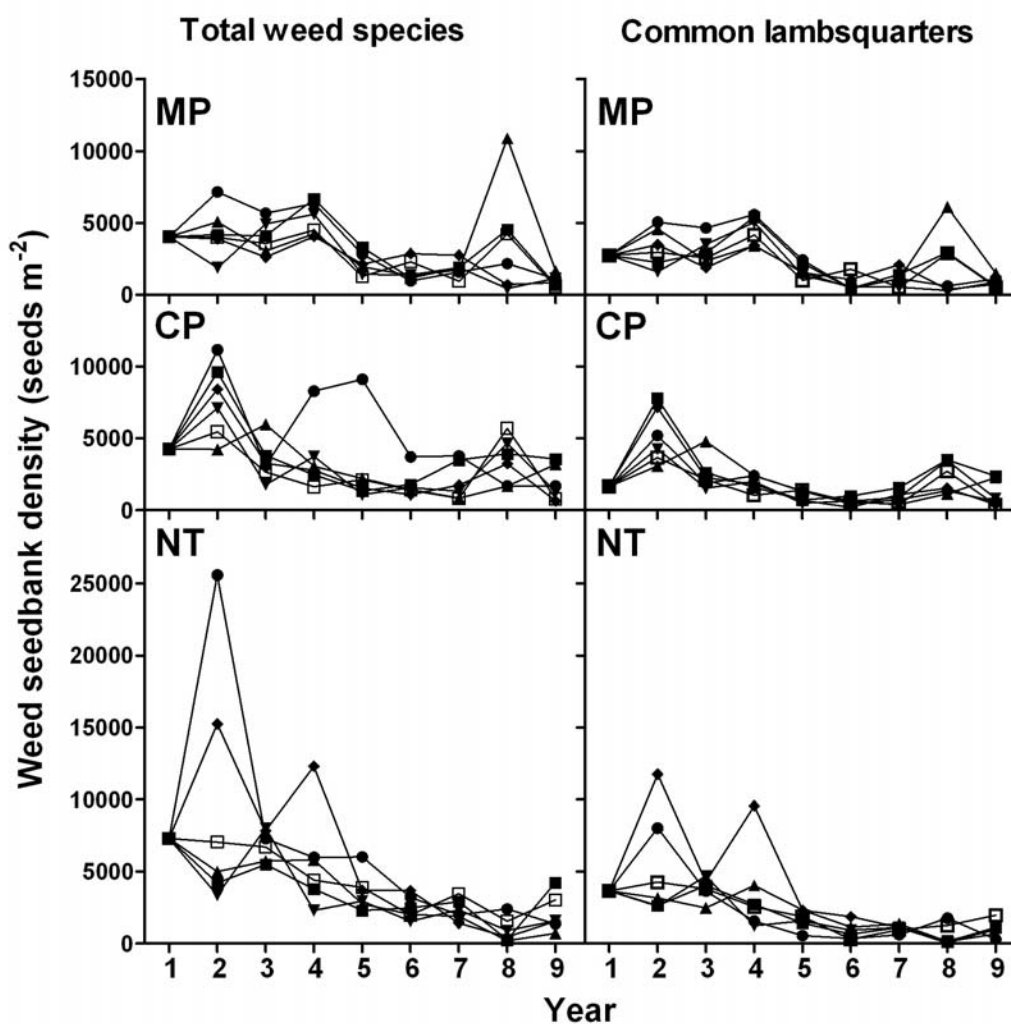 Total weed species
Common lambsquarters
Weed seedbank density (seeds m⁻²)
15000
10000
5000
0
MP
MP
10000
5000
0
CP
CP
25000
20000
15000
10000
5000
0
NT
NT
1 2 3 4 5 6 7 8 9
1 2 3 4 5 6 7 8 9
Year